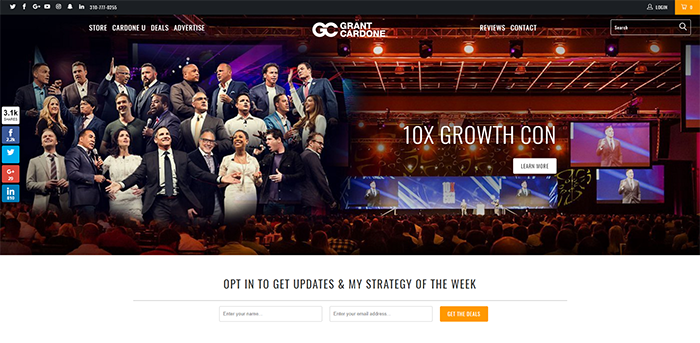 310-777-0255
LOGIN
0
STORE CARDONE U DEALS ADVERTISE
GC GRANT
CARDONE
REVIEWS CONTACT
Search
3.1k
SHARES
2.2k
20
890
10X GROWTH CON
LEARN MORE
OPT IN TO GET UPDATES & MY STRATEGY OF THE WEEK
Enter your name...
Enter your email address...
GET THE DEALS